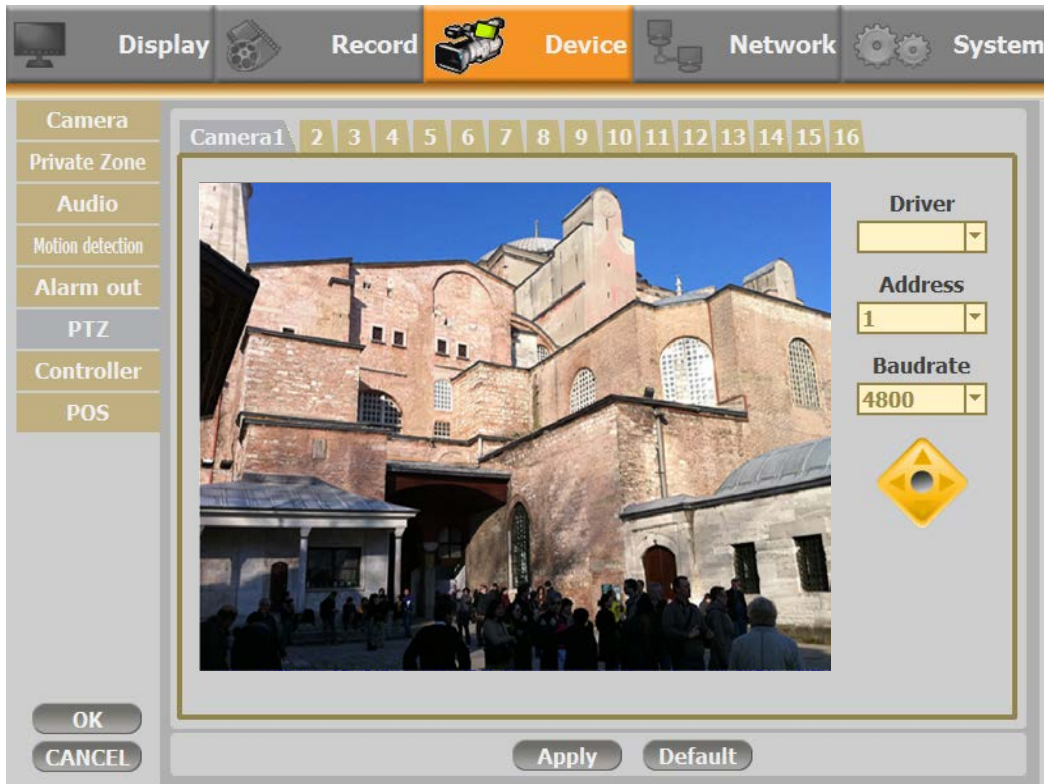 Display Record Device Network System
Camera
Private Zone
Audio
Motion detection
Alarm out
PTZ
Controller
POS
OK
CANCEL
Camera1 2 3 4 5 6 7 8 9 10 11 12 13 14 15 16
Driver
Address
1
Baudrate
4800
Apply Default